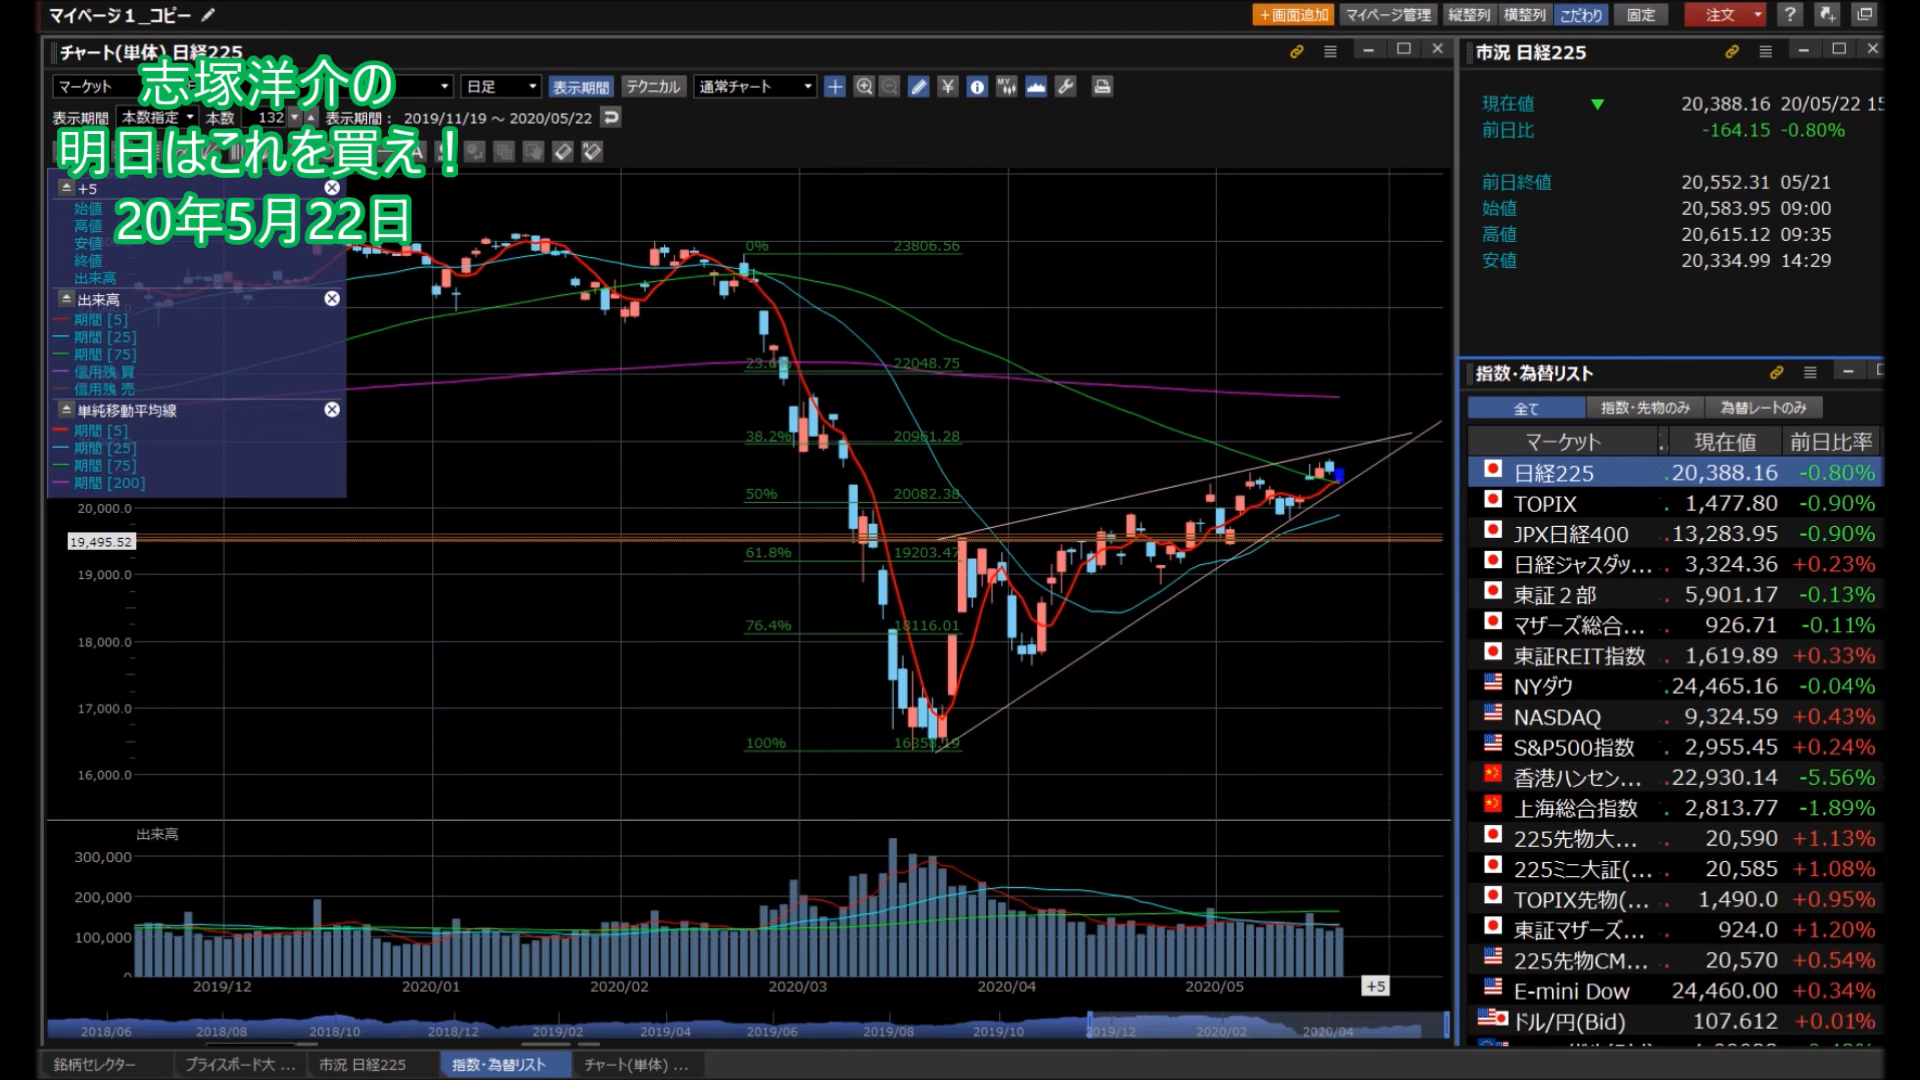 マイページ１_コピー
＋画面追加 マイページ管理 縦整列 横整列 こだわり 固定 注文 ?
チャート(単体) 日経225
マーケット 日足 表示期間 テクニカル 通常チャート
表示期間 本数指定 本数 132 表示期間： 2019/11/19 ～ 2020/05/22
志塚洋介の
明日はこれを買え！
20年5月22日
+5
始値
高値
安値
終値
出来高
出来高
期間 [5]
期間 [25]
期間 [75]
信用残 買
信用残 売
単純移動平均線
期間 [5]
期間 [25]
期間 [75]
期間 [200]
0% 23806.56
23.6% 22048.75
38.2% 20961.28
50% 20082.38
61.8% 19203.47
76.4% 18116.01
100% 16358.19
20,000.0
19,495.52
19,000.0
18,000.0
17,000.0
16,000.0
出来高
300,000
200,000
100,000
0
2019/12 2020/01 2020/02 2020/03 2020/04 2020/05 +5
2018/06 2018/08 2018/10 2018/12 2019/02 2019/04 2019/06 2019/08 2019/10 2019/12 2020/02 2020/04
銘柄セレクター プライスボード大 ... 市況 日経225 指数・為替リスト チャート(単体) ...
市況 日経225
現在値 ▼ 20,388.16 20/05/22 15
前日比 -164.15 -0.80%
前日終値 20,552.31 05/21
始値 20,583.95 09:00
高値 20,615.12 09:35
安値 20,334.99 14:29
指数・為替リスト
全て 指数・先物のみ 為替レートのみ
マーケット 現在値 前日比率
日経225 20,388.16 -0.80%
TOPIX 1,477.80 -0.90%
JPX日経400 13,283.95 -0.90%
日経ジャスダッ... 3,324.36 +0.23%
東証２部 5,901.17 -0.13%
マザーズ総合... 926.71 -0.11%
東証REIT指数 1,619.89 +0.33%
NYダウ 24,465.16 -0.04%
NASDAQ 9,324.59 +0.43%
S&P500指数 2,955.45 +0.24%
香港ハンセン... 22,930.14 -5.56%
上海総合指数 2,813.77 -1.89%
225先物大... 20,590 +1.13%
225ミニ大証(... 20,585 +1.08%
TOPIX先物(... 1,490.0 +0.95%
東証マザーズ... 924.0 +1.20%
225先物CM... 20,570 +0.54%
E-mini Dow 24,460.00 +0.34%
ドル/円(Bid) 107.612 +0.01%